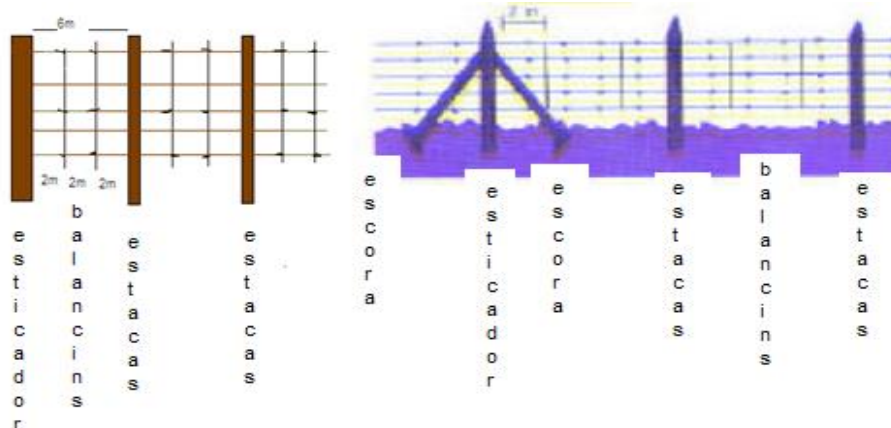 6m
2m 2m 2m
esticador
balancins
estacas
estacas
2 m
escora
esticador
escora
estacas
balancins
estacas